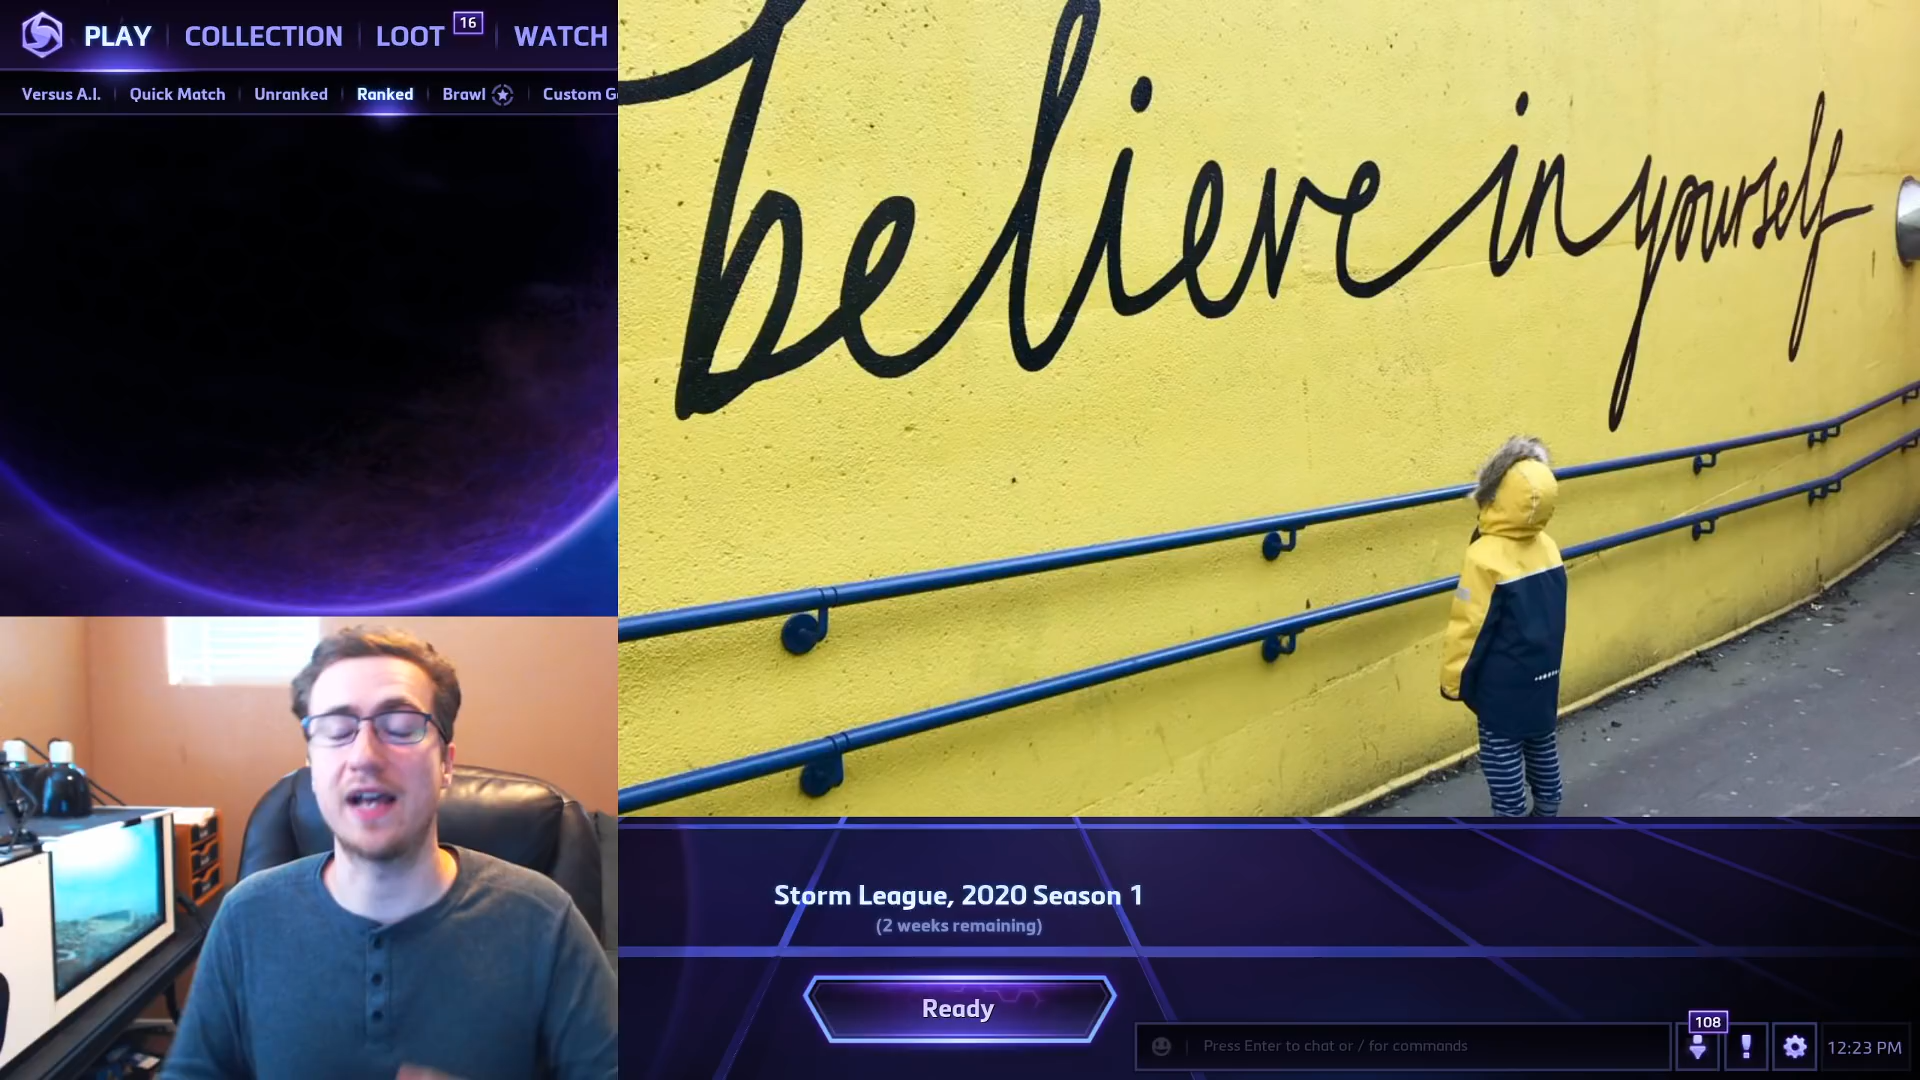 PLAY COLLECTION LOOT 16 WATCH
Versus A.I. Quick Match Unranked Ranked Brawl Custom G
believe in yourself
Storm League, 2020 Season 1
(2 weeks remaining)
Ready
108
Press Enter to chat or / for commands
12:23 PM